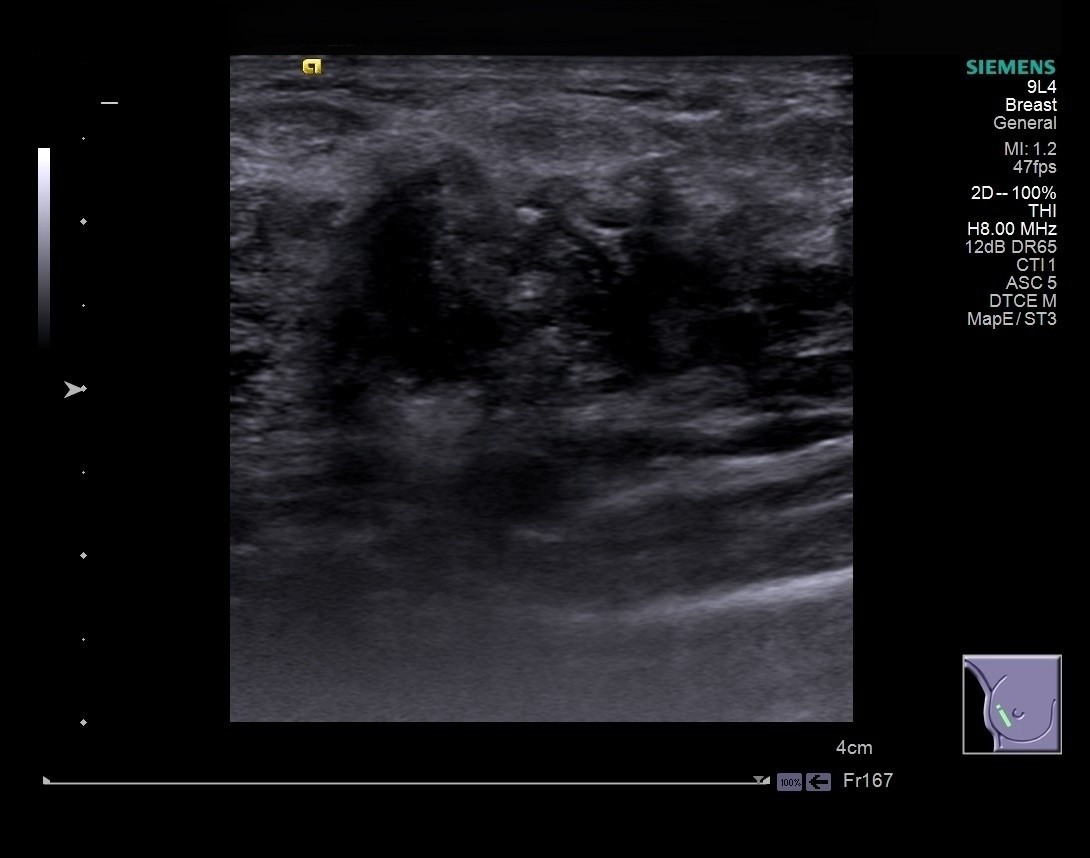 SIEMENS
9L4
Breast
General
MI: 1.2
47fps
2D--100%
THI
H8.00 MHz
12dB DR65
CTI 1
ASC 5
DTCE M
MapE / ST3
4cm
100%
Fr167